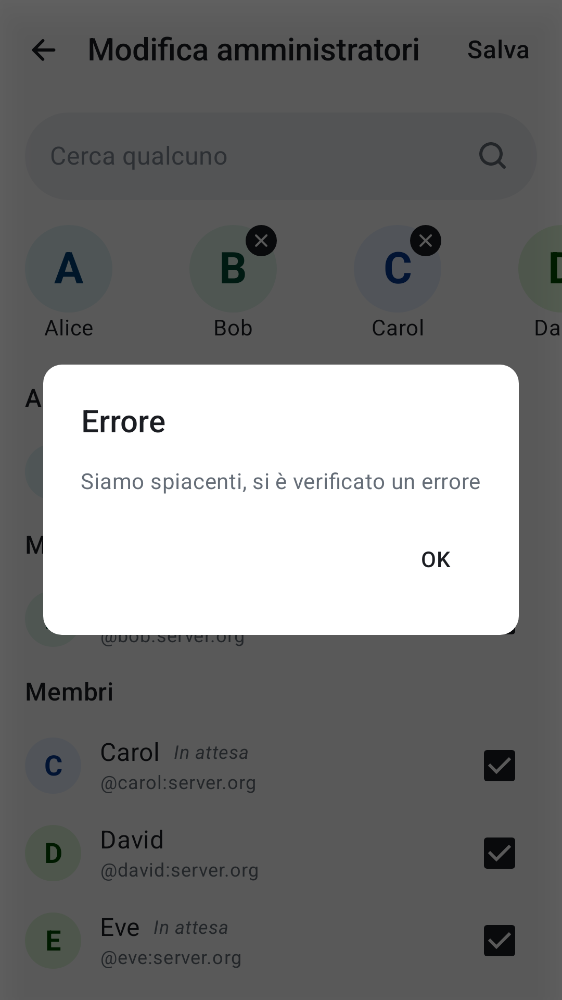 Modifica amministratori
Salva
Cerca qualcuno
A
B
C
Alice
Bob
Carol
Da
A
Errore
Siamo spiacenti, si è verificato un errore
M
OK
@bob:server.org
Membri
C
Carol In attesa
@carol:server.org
D
David
@david:server.org
E
Eve In attesa
@eve:server.org